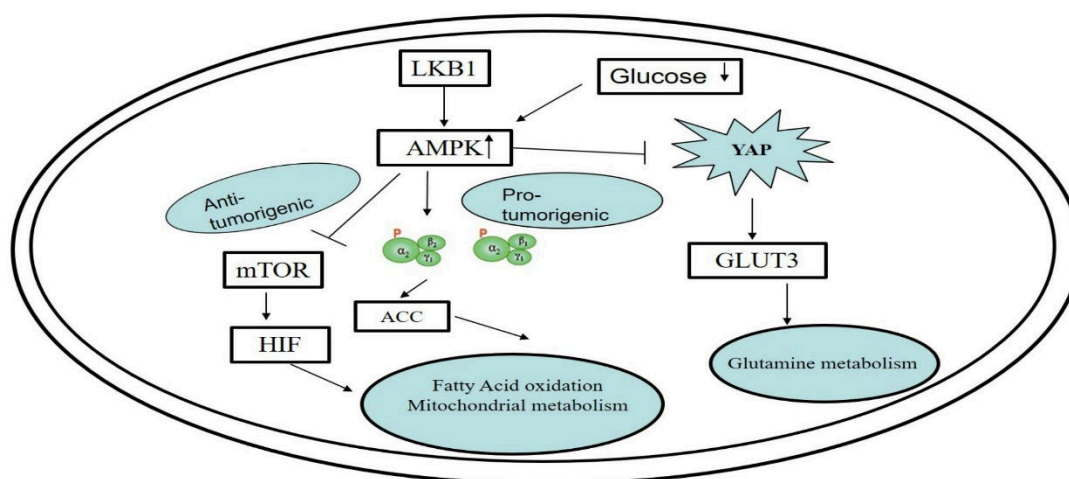 LKB1
Glucose ↓
AMPK↑
YAP
Anti-
tumorigenic
Pro-
tumorigenic
P
α₂ β₂
γ₁
P
α₂ β₁
γ₁
mTOR
GLUT3
ACC
HIF
Glutamine metabolism
Fatty Acid oxidation
Mitochondrial metabolism